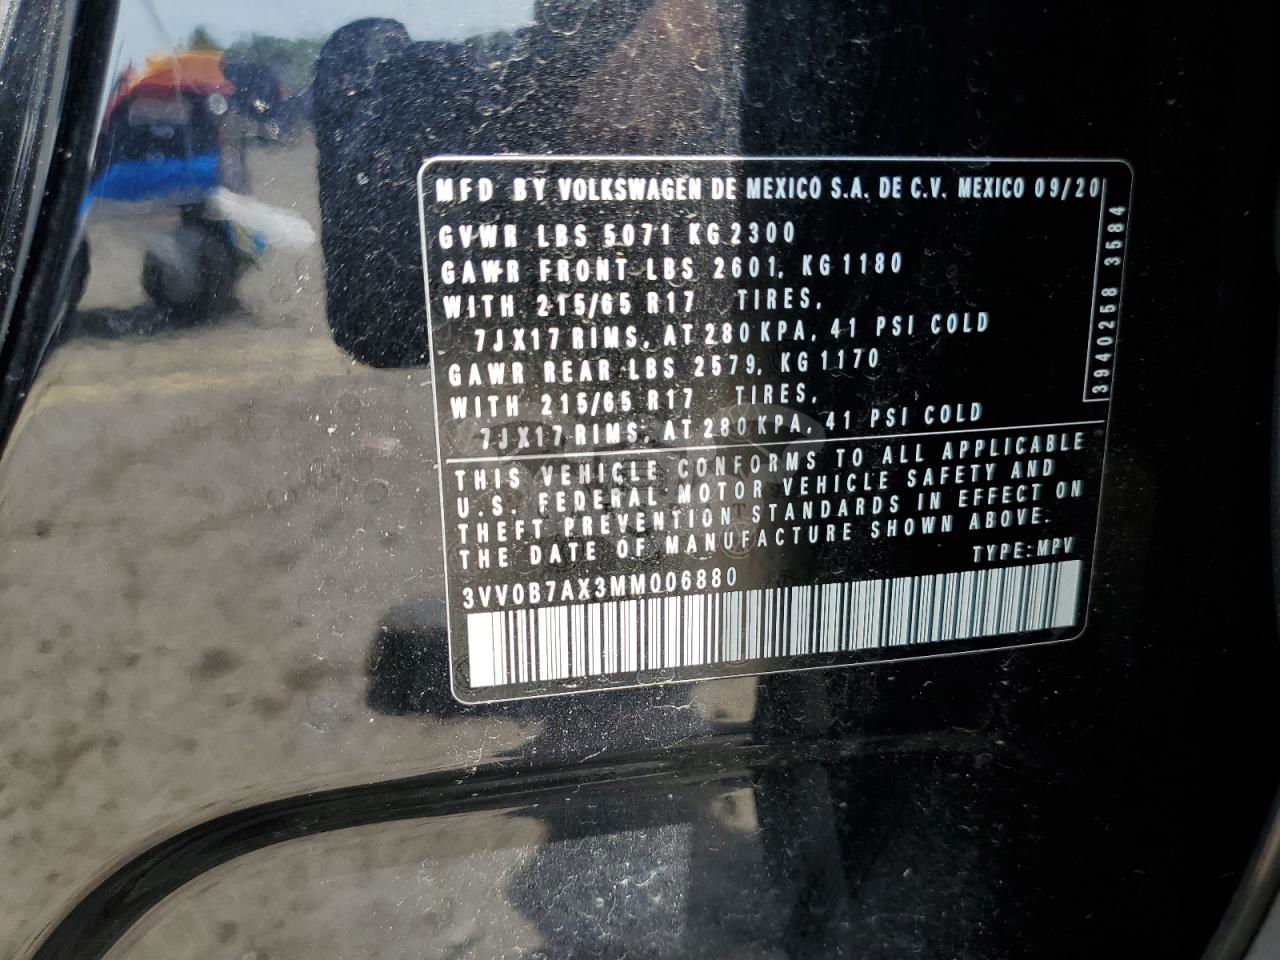 MFD BY VOLKSWAGEN DE MEXICO S.A. DE C.V. MEXICO 09/20
GVWR LBS 5071 KG 2300
GAWR FRONT LBS 2601, KG 1180
WITH 215/65 R17 TIRES,
7JX17 RIMS, AT 280 KPA, 41 PSI COLD
GAWR REAR LBS 2579, KG 1170
WITH 215/65 R17 TIRES,
7JX17 RIMS, AT 280 KPA, 41 PSI COLD
3940258 3584
THIS VEHICLE CONFORMS TO ALL APPLICABLE
U.S. FEDERAL MOTOR VEHICLE SAFETY AND
THEFT PREVENTION STANDARDS IN EFFECT ON
THE DATE OF MANUFACTURE SHOWN ABOVE.
TYPE: MPV
3VV0B7AX3MM006880